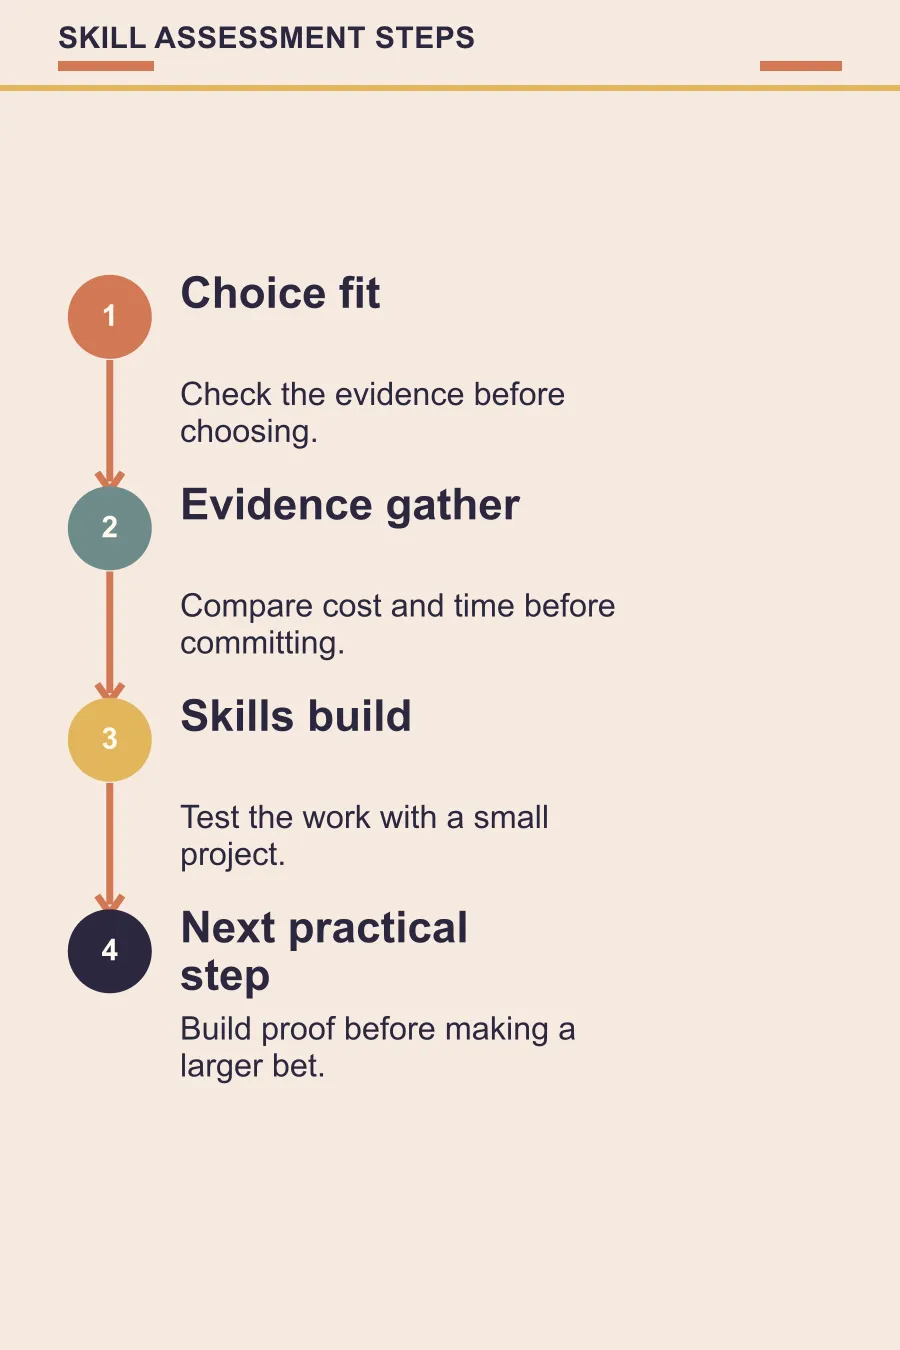 SKILL ASSESSMENT STEPS
1
Choice fit
Check the evidence before
choosing.
2
Evidence gather
Compare cost and time before
committing.
3
Skills build
Test the work with a small
project.
4
Next practical
step
Build proof before making a
larger bet.